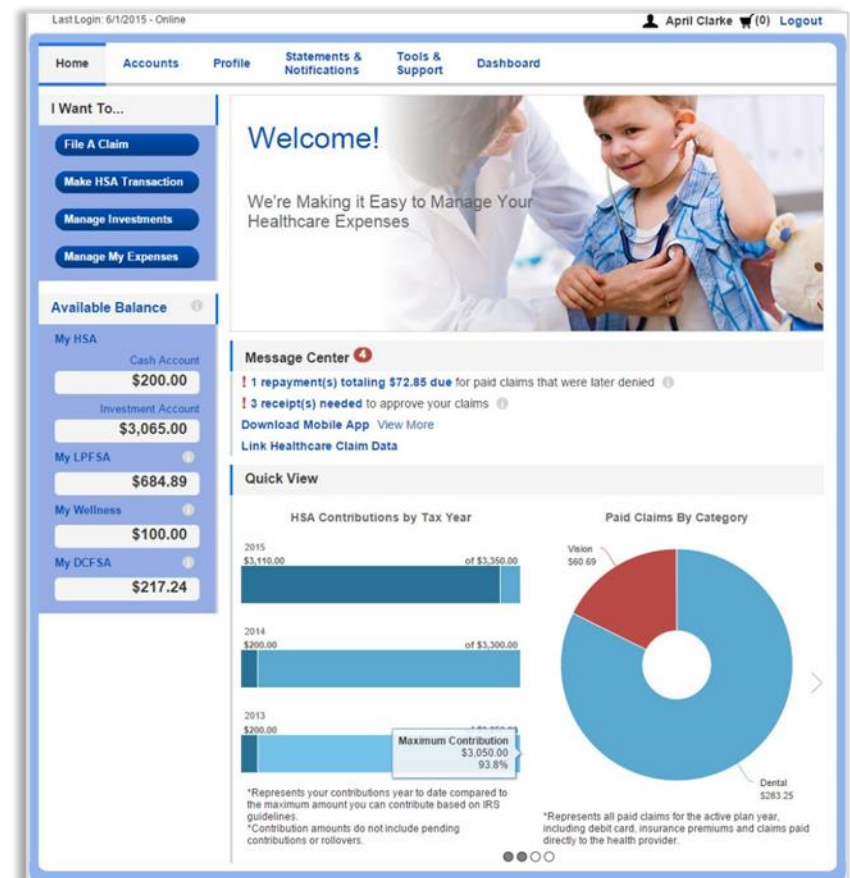 Last Login: 6/1/2015 - Online
April Clarke (0) Logout
Home Accounts Profile Statements & Notifications Tools & Support Dashboard
I Want To...
File A Claim
Make HSA Transaction
Manage Investments
Manage My Expenses
Available Balance
My HSA
Cash Account
$200.00
Investment Account
$3,065.00
My LPFSA
$684.89
My Wellness
$100.00
My DCFSA
$217.24
Welcome!
We're Making it Easy to Manage Your
Healthcare Expenses
Message Center 4
! 1 repayment(s) totaling $72.85 due for paid claims that were later denied
! 3 receipt(s) needed to approve your claims
Download Mobile App View More
Link Healthcare Claim Data
Quick View
HSA Contributions by Tax Year
2015
$3,110.00 of $3,350.00
2014
$200.00 of $3,300.00
2013
$200.00
Maximum Contribution
$3,050.00
93.8%
*Represents your contributions year to date compared to
the maximum amount you can contribute based on IRS
guidelines.
*Contribution amounts do not include pending
contributions or rollovers.
Paid Claims By Category
Vision
$60.69
Dental
$283.25
*Represents all paid claims for the active plan year,
including debit card, insurance premiums and claims paid
directly to the health provider.